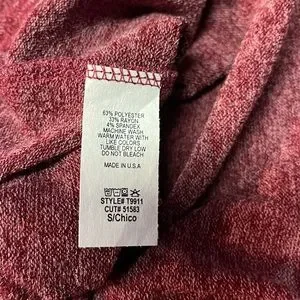 63% POLYESTER
33% RAYON
4% SPANDEX
MACHINE WASH
WARM WATER WITH
LIKE COLORS
TUMBLE DRY LOW
DO NOT BLEACH
MADE IN U.S.A
STYLE# T9911
CUT# 51583
S/Chico